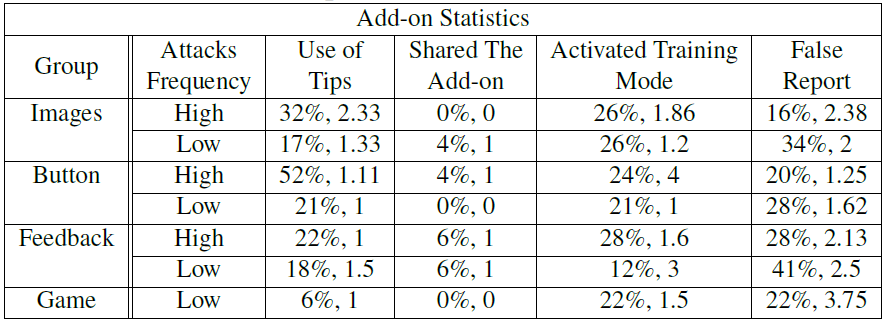 Add-on Statistics
Group Attacks Frequency Use of Tips Shared The Add-on Activated Training Mode False Report
Images High 32%, 2.33 0%, 0 26%, 1.86 16%, 2.38
Low 17%, 1.33 4%, 1 26%, 1.2 34%, 2
Button High 52%, 1.11 4%, 1 24%, 4 20%, 1.25
Low 21%, 1 0%, 0 21%, 1 28%, 1.62
Feedback High 22%, 1 6%, 1 28%, 1.6 28%, 2.13
Low 18%, 1.5 6%, 1 12%, 3 41%, 2.5
Game Low 6%, 1 0%, 0 22%, 1.5 22%, 3.75